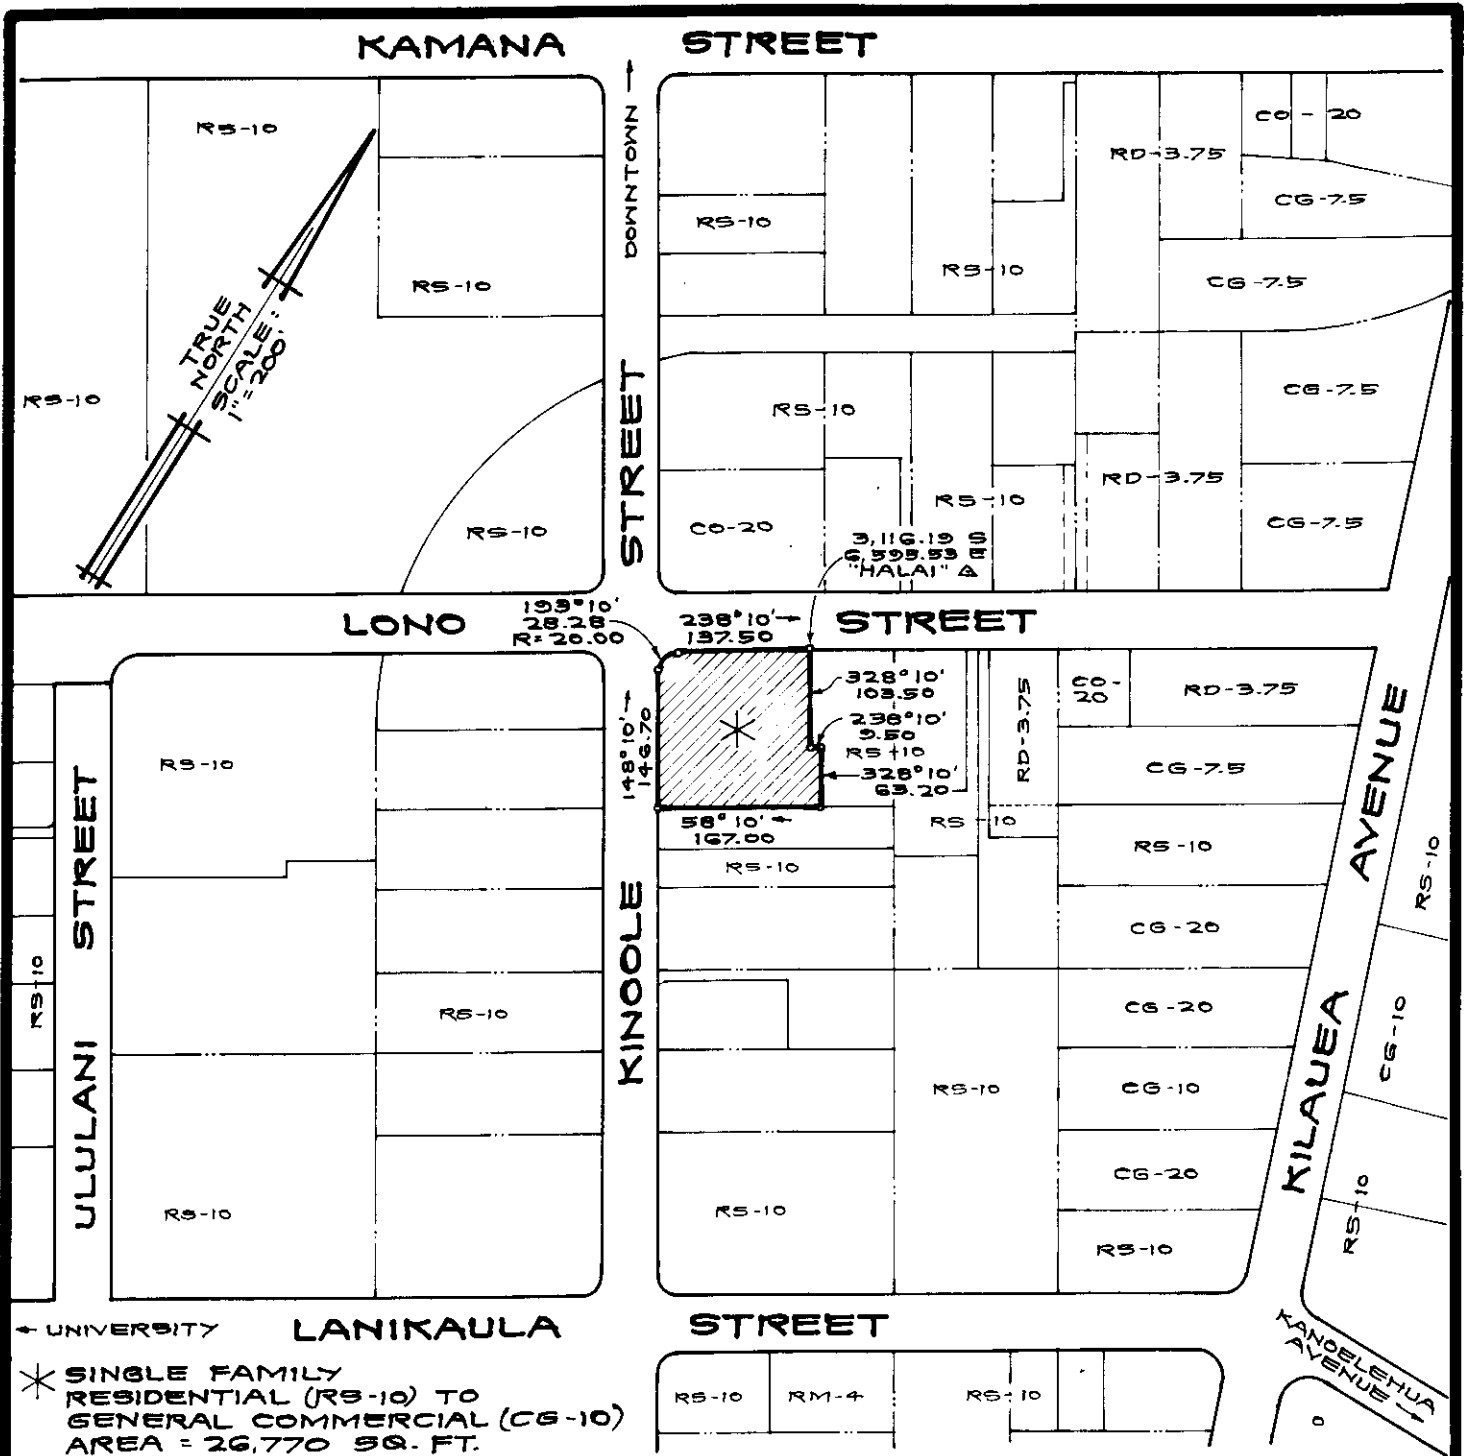 KAMANA STREET
RS-10
CO - 20
RD-3.75
CG-7.5
← DOWNTOWN
RS-10
RS-10
RS-10
CG-7.5
TRUE
NORTH
SCALE:
1" = 200'
RS-10
STREET
RS-10
CG-7.5
RD-3.75
RS-10
RS-10
CO-20
CG-7.5
3,116.19 S
6,595.53 E
"HALAI" △
LONO STREET
193°10'
28.28
R=20.00
238°10' →
137.50
328°10'
103.50
238°10'
9.50
RS-10
328°10'
63.20
148°10' →
146.70
58°10' ←
167.00
RD-3.75
CO-
20
RD-3.75
CG-7.5
RS-10
RS-10
RS-10
RS-10
CG-20
RS-10
RS-10
CG-20
CG-10
RS-10
CG-10
RS-10
CG-20
RS-10
RS-10
RS-10
RS-10
ULULANI STREET
KINOOLE
KILAUEA AVENUE
← UNIVERSITY
LANIKAULA STREET
KANOELEHUA
AVENUE →
RS-10
RM-4
RS-10
O
SINGLE FAMILY
RESIDENTIAL (RS-10) TO
GENERAL COMMERCIAL (CG-10)
AREA = 26,770 SQ. FT.